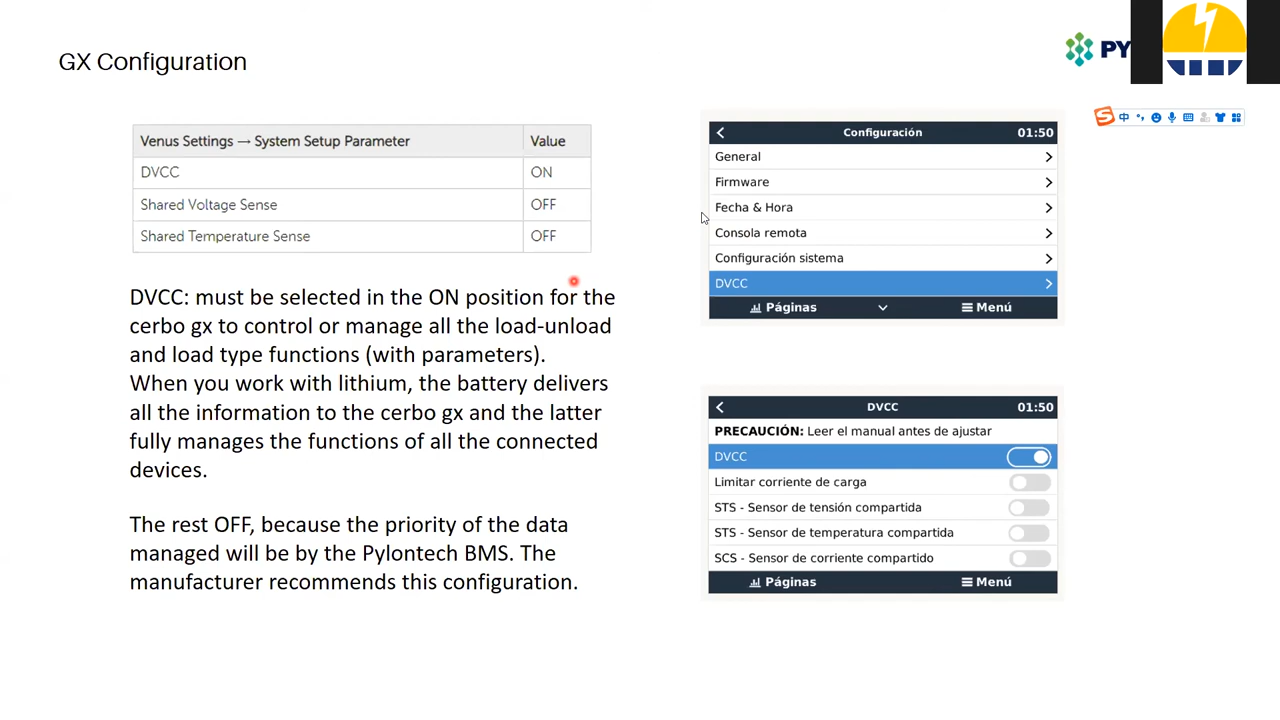 GX Configuration
PY
中
Venus Settings → System Setup Parameter Value
DVCC ON
Shared Voltage Sense OFF
Shared Temperature Sense OFF
DVCC: must be selected in the ON position for the
cerbo gx to control or manage all the load-unload
and load type functions (with parameters).
When you work with lithium, the battery delivers
all the information to the cerbo gx and the latter
fully manages the functions of all the connected
devices.
The rest OFF, because the priority of the data
managed will be by the Pylontech BMS. The
manufacturer recommends this configuration.
Configuración 01:50
General
Firmware
Fecha & Hora
Consola remota
Configuración sistema
DVCC
Páginas Menú
DVCC 01:50
PRECAUCIÓN: Leer el manual antes de ajustar
DVCC
Limitar corriente de carga
STS - Sensor de tensión compartida
STS - Sensor de temperatura compartida
SCS - Sensor de corriente compartido
Páginas Menú